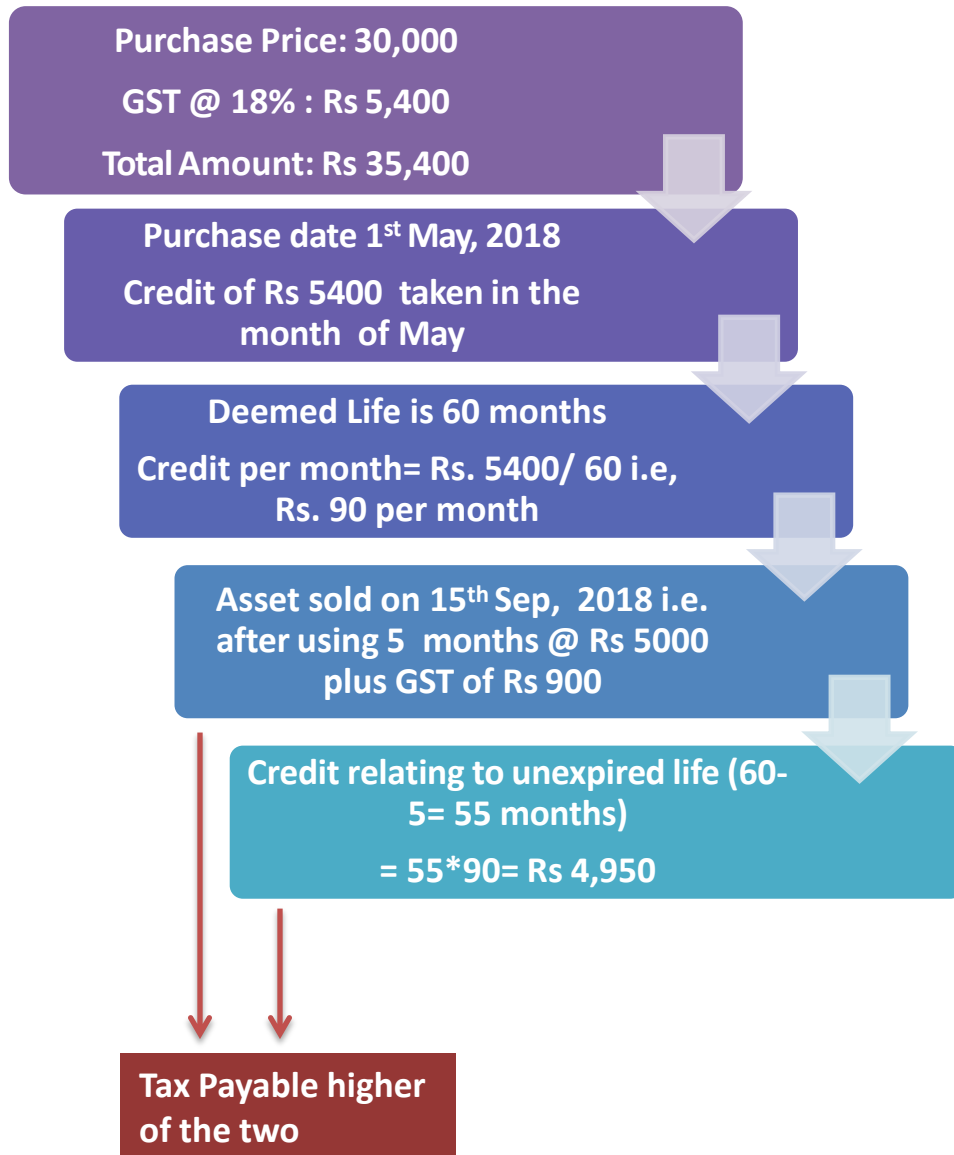 Purchase Price: 30,000
GST @ 18% : Rs 5,400
Total Amount: Rs 35,400
Purchase date 1st May, 2018
Credit of Rs 5400 taken in the
month of May
Deemed Life is 60 months
Credit per month= Rs. 5400/ 60 i.e,
Rs. 90 per month
Asset sold on 15th Sep, 2018 i.e.
after using 5 months @ Rs 5000
plus GST of Rs 900
Credit relating to unexpired life (60-
5= 55 months)
= 55*90= Rs 4,950
Tax Payable higher
of the two